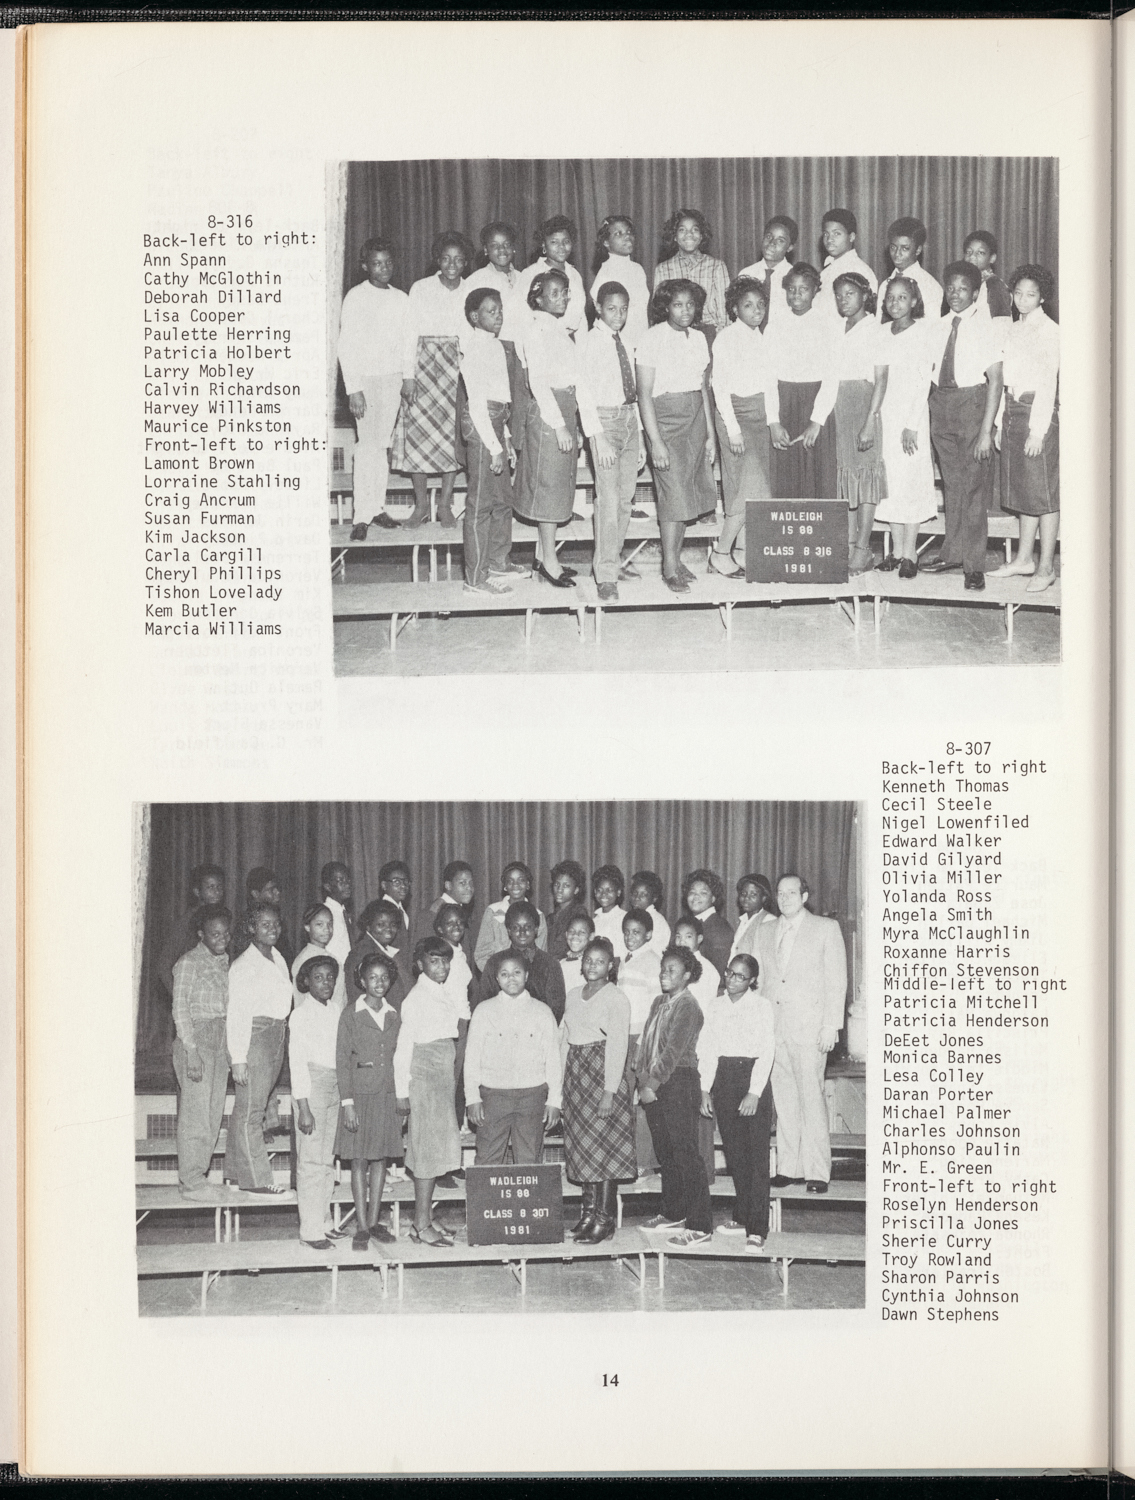 8-316
Back-left to right:
Ann Spann
Cathy McGlothin
Deborah Dillard
Lisa Cooper
Paulette Herring
Patricia Holbert
Larry Mobley
Calvin Richardson
Harvey Williams
Maurice Pinkston
Front-left to right:
Lamont Brown
Lorraine Stahling
Craig Ancrum
Susan Furman
Kim Jackson
Carla Cargill
Cheryl Phillips
Tishon Lovelady
Kem Butler
Marcia Williams
WADLEIGH
IS 88
CLASS 8 316
1981
8-307
Back-left to right
Kenneth Thomas
Cecil Steele
Nigel Lowenfiled
Edward Walker
David Gilyard
Olivia Miller
Yolanda Ross
Angela Smith
Myra McClaughlin
Roxanne Harris
Chiffon Stevenson
Middle-left to right
Patricia Mitchell
Patricia Henderson
DeEet Jones
Monica Barnes
Lesa Colley
Daran Porter
Michael Palmer
Charles Johnson
Alphonso Paulin
Mr. E. Green
Front-left to right
Roselyn Henderson
Priscilla Jones
Sherie Curry
Troy Rowland
Sharon Parris
Cynthia Johnson
Dawn Stephens
WADLEIGH
IS 88
CLASS 8 307
1981
14